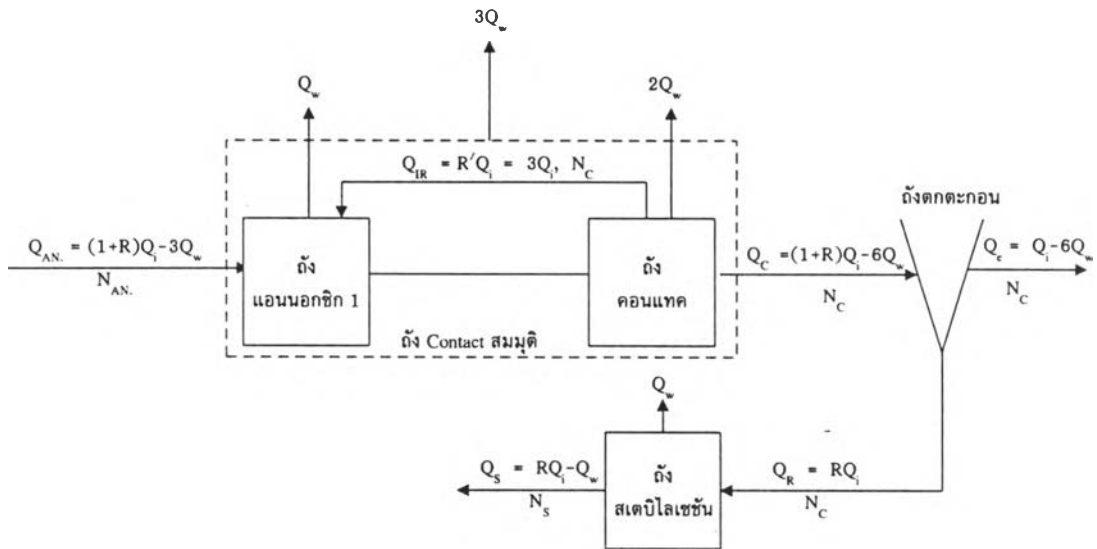 3Q_w
Q_w
2Q_w
Q_IR = R′Q_i = 3Q_i, N_C
ถังตกตะกอน
Q_AN. = (1+R)Q_i-3Q_w
N_AN.
ถัง
แอนนอกซิก 1
ถัง
คอนแทค
Q_C =(1+R)Q_i-6Q_w
N_C
Q_e = Q_i-6Q_w
N_C
ถัง Contact สมมุติ
Q_w
Q_S = RQ_i-Q_w
N_S
ถัง
สเตบิไลเซชัน
Q_R = RQ_i
N_C